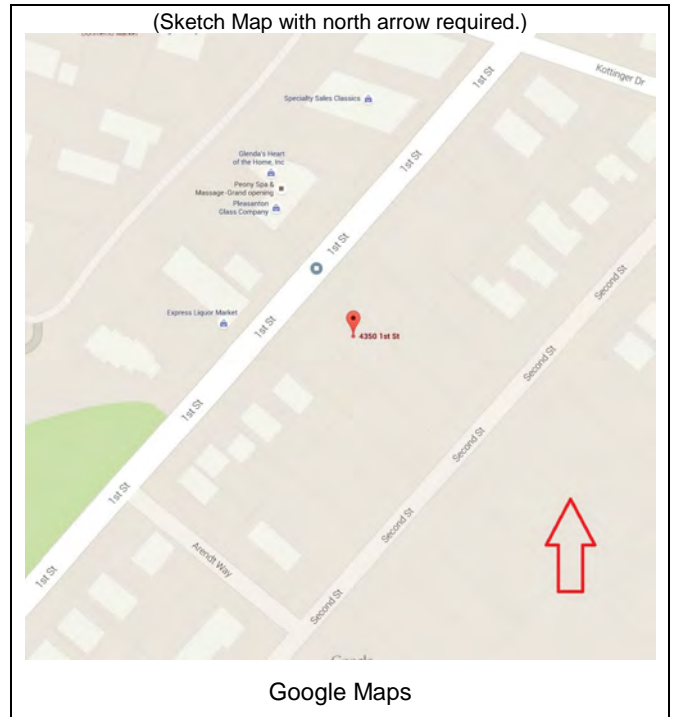 (Sketch Map with north arrow required.)
1st St
Kottinger Dr
Specialty Sales Classics
1st St
Glenda's Heart
of the Home, Inc
Peony Spa &
Massage-Grand opening
Pleasanton
Glass Company
1st St
Second St
Express Liquor Market
1st St
4350 1st St
Second St
1st St
Second St
1st St
Second St
Arendt Way
1st St
Second St
Google Maps